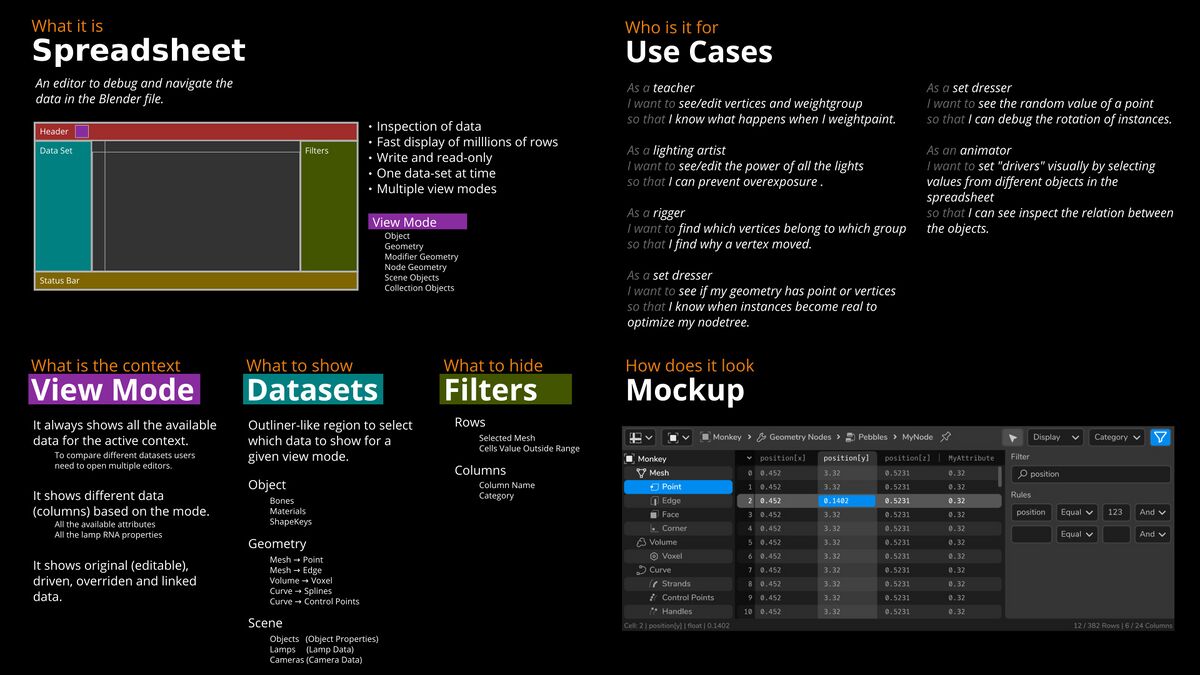 What it is
Spreadsheet
An editor to debug and navigate the
data in the Blender file.
Header
Data Set
Filters
Status Bar
• Inspection of data
• Fast display of milllions of rows
• Write and read-only
• One data-set at time
• Multiple view modes
View Mode
Object
Geometry
Modifier Geometry
Node Geometry
Scene Objects
Collection Objects
Who is it for
Use Cases
As a teacher
I want to see/edit vertices and weightgroup
so that I know what happens when I weightpaint.
As a lighting artist
I want to see/edit the power of all the lights
so that I can prevent overexposure .
As a rigger
I want to find which vertices belong to which group
so that I find why a vertex moved.
As a set dresser
I want to see if my geometry has point or vertices
so that I know when instances become real to
optimize my nodetree.
As a set dresser
I want to see the random value of a point
so that I can debug the rotation of instances.
As an animator
I want to set "drivers" visually by selecting
values from different objects in the
spreadsheet
so that I can see inspect the relation between
the objects.
What is the context
View Mode
It always shows all the available
data for the active context.
To compare different datasets users
need to open multiple editors.
It shows different data
(columns) based on the mode.
All the available attributes
All the lamp RNA properties
It shows original (editable),
driven, overriden and linked
data.
What to show
Datasets
Outliner-like region to select
which data to show for a
given view mode.
Object
Bones
Materials
ShapeKeys
Geometry
Mesh → Point
Mesh → Edge
Volume → Voxel
Curve → Splines
Curve → Control Points
Scene
Objects (Object Properties)
Lamps (Lamp Data)
Cameras (Camera Data)
What to hide
Filters
Rows
Selected Mesh
Cells Value Outside Range
Columns
Column Name
Category
How does it look
Mockup
Monkey > Geometry Nodes > Pebbles > MyNode
Display
Category
Monkey
Mesh
Point
Edge
Face
Corner
Volume
Voxel
Curve
Strands
Control Points
Handles
position[x] position[y] position[z] MyAttribute
0 0.452 3.32 0.5231 0.32
1 0.452 3.32 0.5231 0.32
2 0.452 0.1402 0.5231 0.32
3 0.452 3.32 0.5231 0.32
4 0.452 3.32 0.5231 0.32
5 0.452 3.32 0.5231 0.32
6 0.452 3.32 0.5231 0.32
7 0.452 3.32 0.5231 0.32
8 0.452 3.32 0.5231 0.32
9 0.452 3.32 0.5231 0.32
10 0.452 3.32 0.5231 0.32
Filter
position
Rules
position Equal 123 And
Equal And
Cell: 2 | position[y] | float | 0.1402
12 / 382 Rows | 6 / 24 Columns